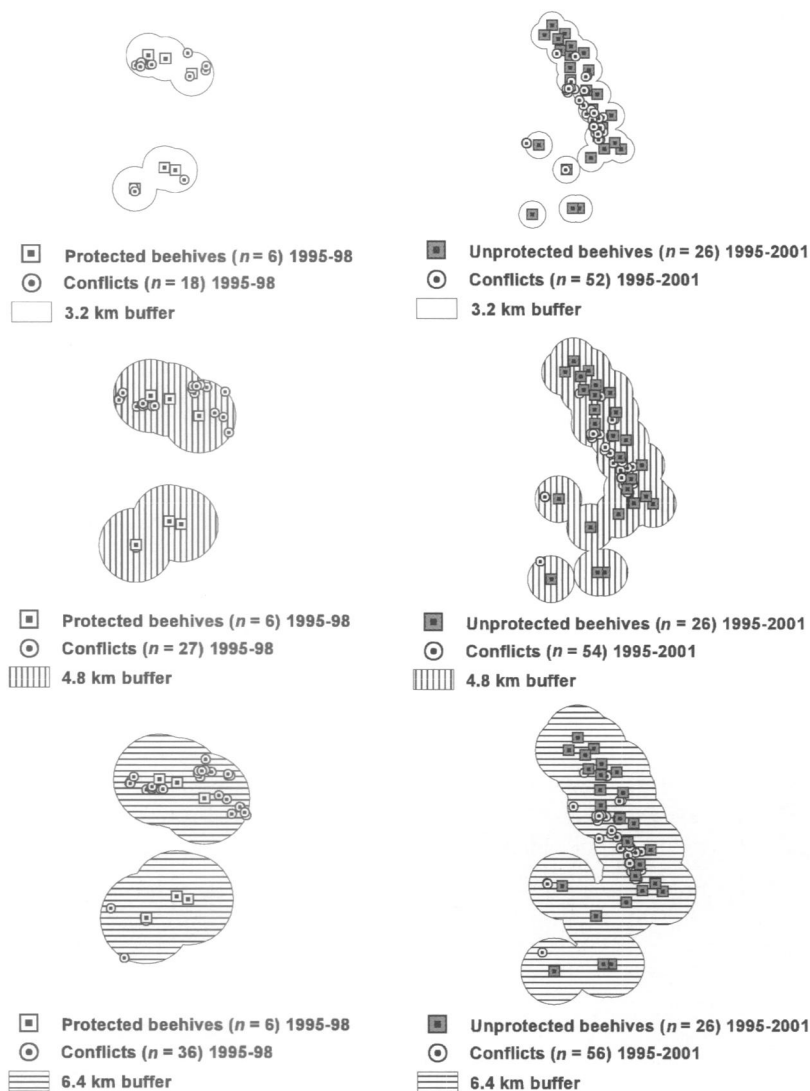 Protected beehives (n = 6) 1995-98
Conflicts (n = 18) 1995-98
3.2 km buffer
Unprotected beehives (n = 26) 1995-2001
Conflicts (n = 52) 1995-2001
3.2 km buffer
Protected beehives (n = 6) 1995-98
Conflicts (n = 27) 1995-98
4.8 km buffer
Unprotected beehives (n = 26) 1995-2001
Conflicts (n = 54) 1995-2001
4.8 km buffer
Protected beehives (n = 6) 1995-98
Conflicts (n = 36) 1995-98
6.4 km buffer
Unprotected beehives (n = 26) 1995-2001
Conflicts (n = 56) 1995-2001
6.4 km buffer